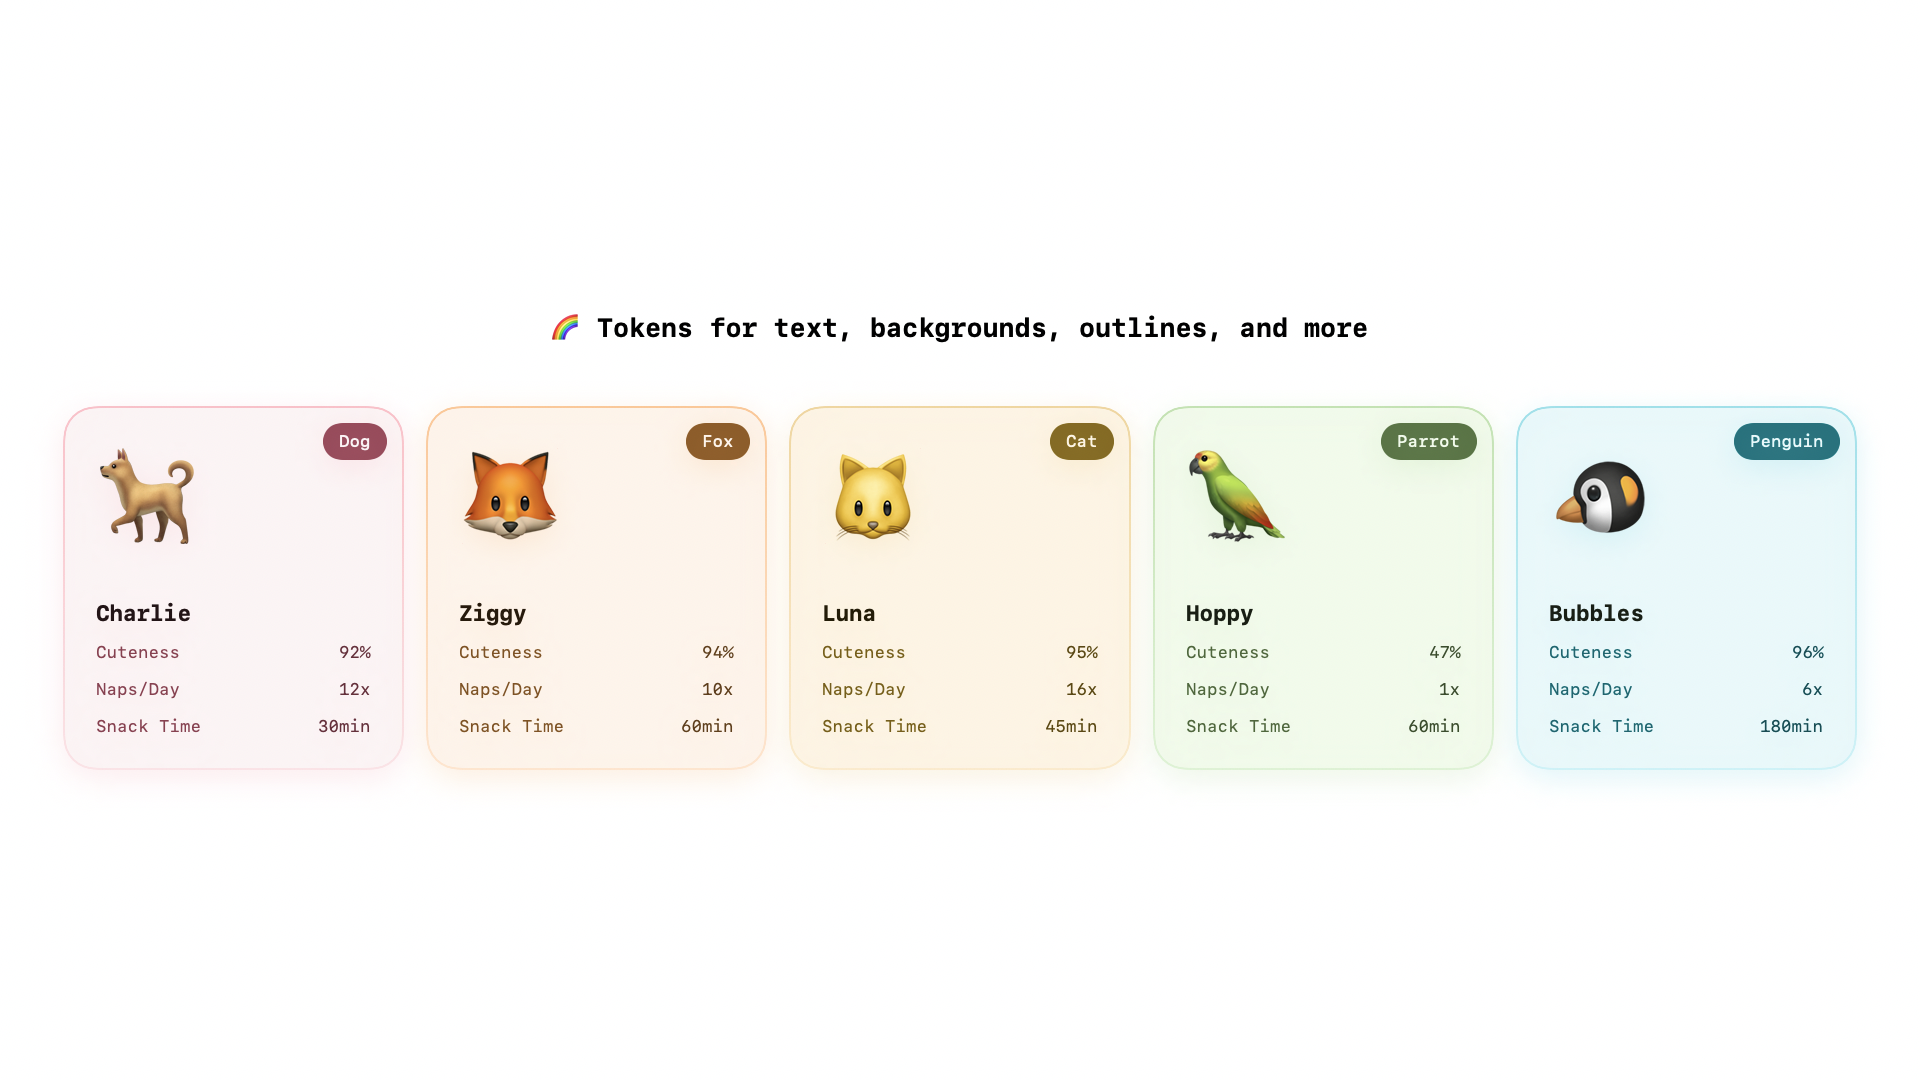 🌈 Tokens for text, backgrounds, outlines, and more
Dog
Charlie
Cuteness 92%
Naps/Day 12x
Snack Time 30min
Fox
Ziggy
Cuteness 94%
Naps/Day 10x
Snack Time 60min
Cat
Luna
Cuteness 95%
Naps/Day 16x
Snack Time 45min
Parrot
Hoppy
Cuteness 47%
Naps/Day 1x
Snack Time 60min
Penguin
Bubbles
Cuteness 96%
Naps/Day 6x
Snack Time 180min